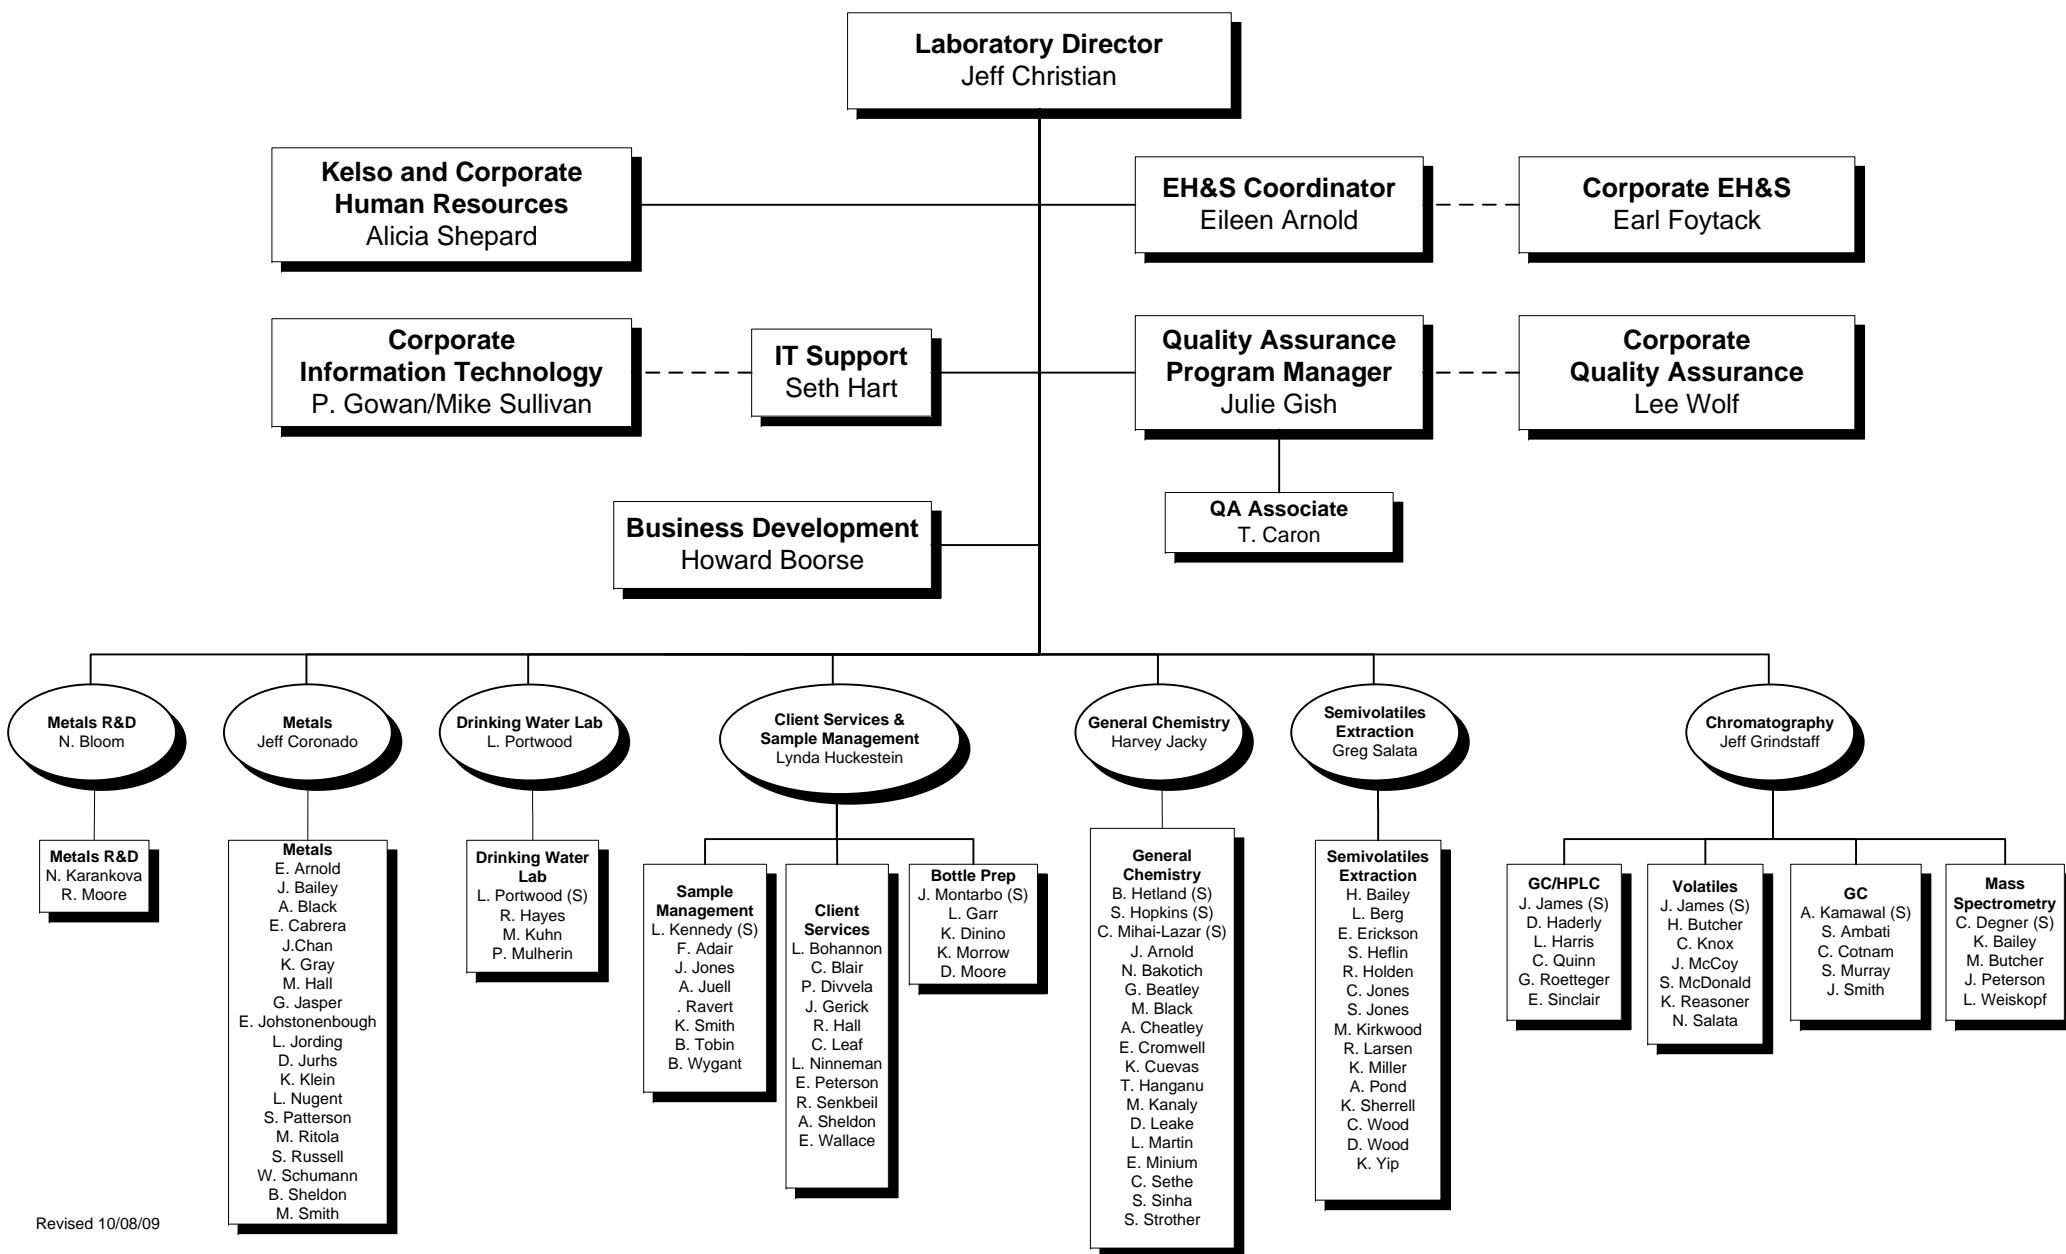 Laboratory Director
Jeff Christian
Kelso and Corporate
Human Resources
Alicia Shepard
EH&S Coordinator
Eileen Arnold
Corporate EH&S
Earl Foytack
Corporate
Information Technology
P. Gowan/Mike Sullivan
IT Support
Seth Hart
Quality Assurance
Program Manager
Julie Gish
Corporate
Quality Assurance
Lee Wolf
QA Associate
T. Caron
Business Development
Howard Boorse
Metals R&D
N. Bloom
Metals
Jeff Coronado
Drinking Water Lab
L. Portwood
Client Services &
Sample Management
Lynda Huckestein
General Chemistry
Harvey Jacky
Semivolatiles
Extraction
Greg Salata
Chromatography
Jeff Grindstaff
Metals R&D
N. Karankova
R. Moore
Metals
E. Arnold
J. Bailey
A. Black
E. Cabrera
J.Chan
K. Gray
M. Hall
G. Jasper
E. Johstonenbough
L. Jording
D. Jurhs
K. Klein
L. Nugent
S. Patterson
M. Ritola
S. Russell
W. Schumann
B. Sheldon
M. Smith
Drinking Water
Lab
L. Portwood (S)
R. Hayes
M. Kuhn
P. Mulherin
Sample
Management
L. Kennedy (S)
F. Adair
J. Jones
A. Juell
. Ravert
K. Smith
B. Tobin
B. Wygant
Client
Services
L. Bohannon
C. Blair
P. Divvela
J. Gerick
R. Hall
C. Leaf
L. Ninneman
E. Peterson
R. Senkbeil
A. Sheldon
E. Wallace
Bottle Prep
J. Montarbo (S)
L. Garr
K. Dinino
K. Morrow
D. Moore
General
Chemistry
B. Hetland (S)
S. Hopkins (S)
C. Mihai-Lazar (S)
J. Arnold
N. Bakotich
G. Beatley
M. Black
A. Cheatley
E. Cromwell
K. Cuevas
T. Hanganu
M. Kanaly
D. Leake
L. Martin
E. Minium
C. Sethe
S. Sinha
S. Strother
Semivolatiles
Extraction
H. Bailey
L. Berg
E. Erickson
S. Heflin
R. Holden
C. Jones
S. Jones
M. Kirkwood
R. Larsen
K. Miller
A. Pond
K. Sherrell
C. Wood
D. Wood
K. Yip
GC/HPLC
J. James (S)
D. Haderly
L. Harris
C. Quinn
G. Roetteger
E. Sinclair
Volatiles
J. James (S)
H. Butcher
C. Knox
J. McCoy
S. McDonald
K. Reasoner
N. Salata
GC
A. Kamawal (S)
S. Ambati
C. Cotnam
S. Murray
J. Smith
Mass
Spectrometry
C. Degner (S)
K. Bailey
M. Butcher
J. Peterson
L. Weiskopf
Revised 10/08/09